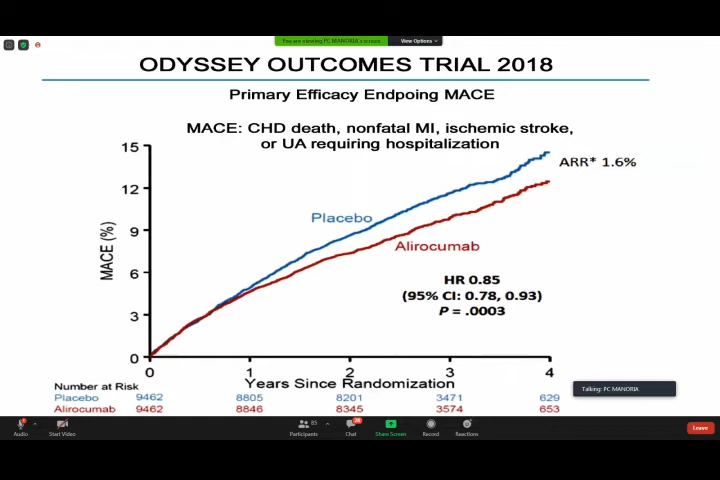 You are viewing PC MANORIA's screen
View Options
ODYSSEY OUTCOMES TRIAL 2018
Primary Efficacy Endpoing MACE
MACE: CHD death, nonfatal MI, ischemic stroke,
or UA requiring hospitalization
15
12
9
6
3
0
MACE (%)
ARR* 1.6%
Placebo
Alirocumab
HR 0.85
(95% CI: 0.78, 0.93)
P = .0003
0 1 2 3 4
Years Since Randomization
Number at Risk
Placebo 9462 8805 8201 3471 629
Alirocumab 9462 8846 8345 3574 653
Talking: PC MANORIA
85
Audio Start Video Participants Chat Share Screen Record Reactions Leave